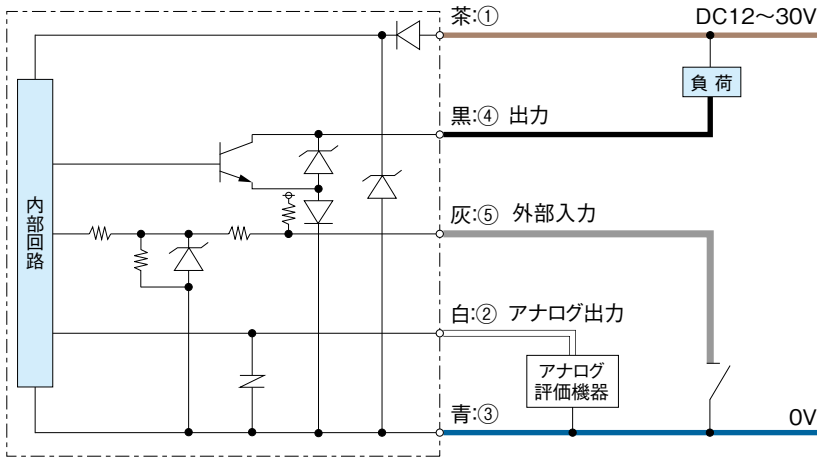 茶:① DC12～30V
負荷
黒:④ 出力
内部回路
灰:⑤ 外部入力
白:② アナログ出力
アナログ
評価機器
青:③ 0V